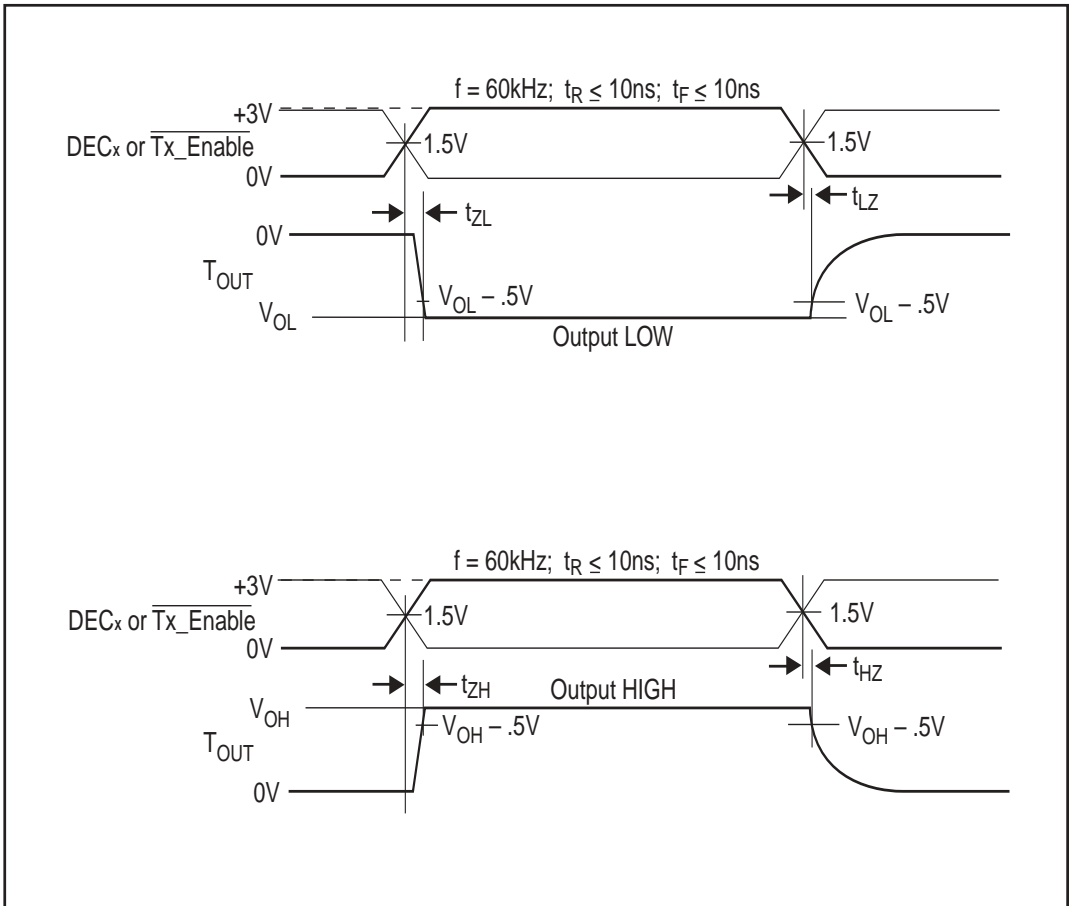 f = 60kHz; tR ≤ 10ns; tF ≤ 10ns
+3V
DECx or Tx_Enable
0V
1.5V
1.5V
tZL
tLZ
0V
TOUT
VOL
VOL – .5V
VOL – .5V
Output LOW
f = 60kHz; tR ≤ 10ns; tF ≤ 10ns
+3V
DECx or Tx_Enable
0V
1.5V
1.5V
tZH
Output HIGH
tHZ
VOH
VOH – .5V
VOH – .5V
TOUT
0V